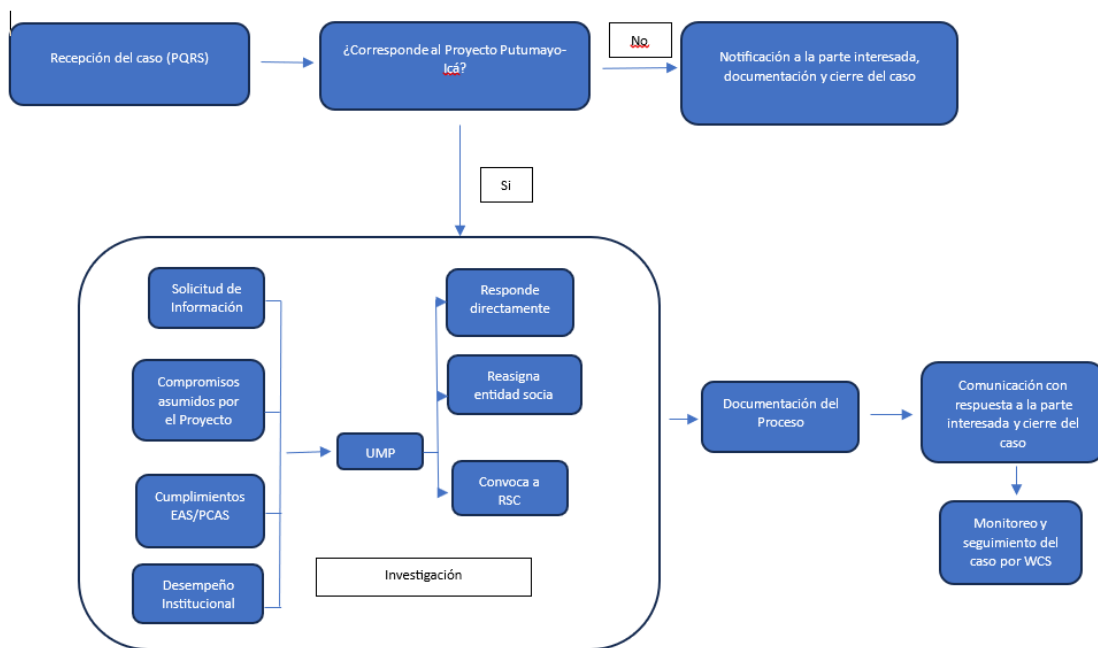 Recepción del caso (PQRS)
¿Corresponde al Proyecto Putumayo-
Icá?
No
Notificación a la parte interesada,
documentación y cierre del caso
Si
Solicitud de
Información
Compromisos
asumidos por
el Proyecto
Cumplimientos
EAS/PCAS
Desempeño
Institucional
UMP
Responde
directamente
Reasigna
entidad socia
Convoca a
RSC
Investigación
Documentación del
Proceso
Comunicación con
respuesta a la parte
interesada y cierre del
caso
Monitoreo y
seguimiento del
caso por WCS